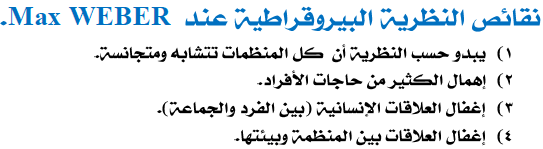 نقائص النظرية البيروقراطية عند Max WEBER.
١) يبدو حسب النظرية أن كل المنظمات تتشابه ومتجانسة.
٢) إهمال الكثير من حاجات الأفراد.
٣) إغفال العلاقات الإنسانية (بين الفرد والجماعة).
٤) إغفال العلاقات بين المنظمة وبيئتها.